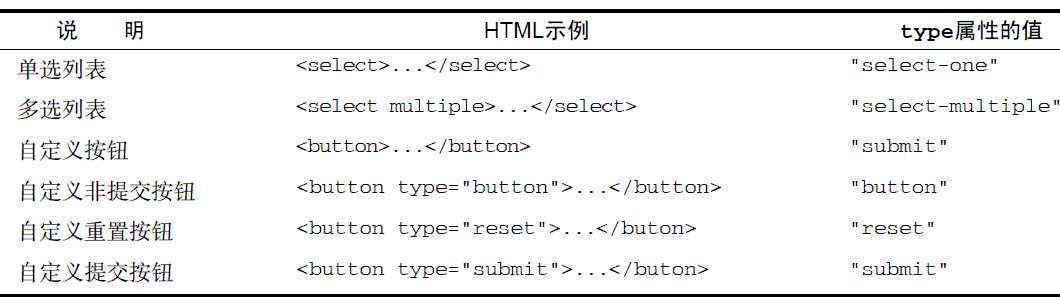 说 明 HTML示例 type属性的值
单选列表 <select>...</select> "select-one"
多选列表 <select multiple>...</select> "select-multiple"
自定义按钮 <button>...</button> "submit"
自定义非提交按钮 <button type="button">...</button> "button"
自定义重置按钮 <button type="reset">...</buton> "reset"
自定义提交按钮 <button type="submit">...</buton> "submit"